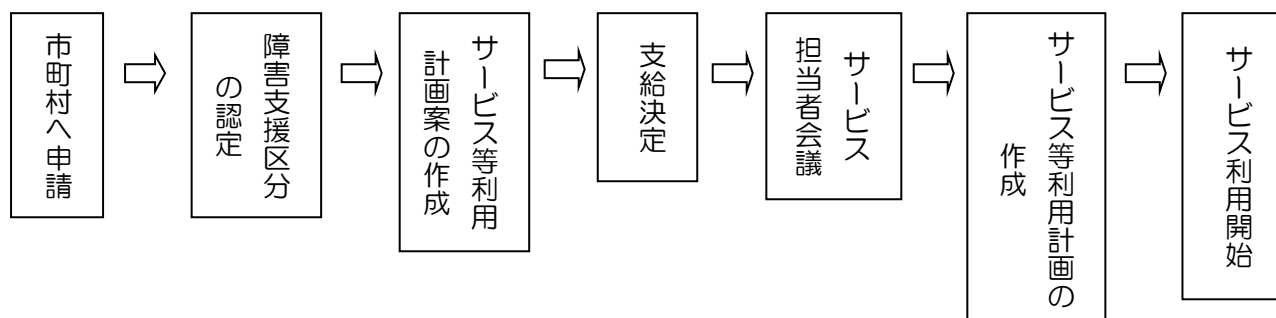 市町村へ申請
障害支援区分
の認定
サービス等利用
計画案の作成
支給決定
サービス
担当者会議
サービス等利用計画の
作成
サービス利用開始